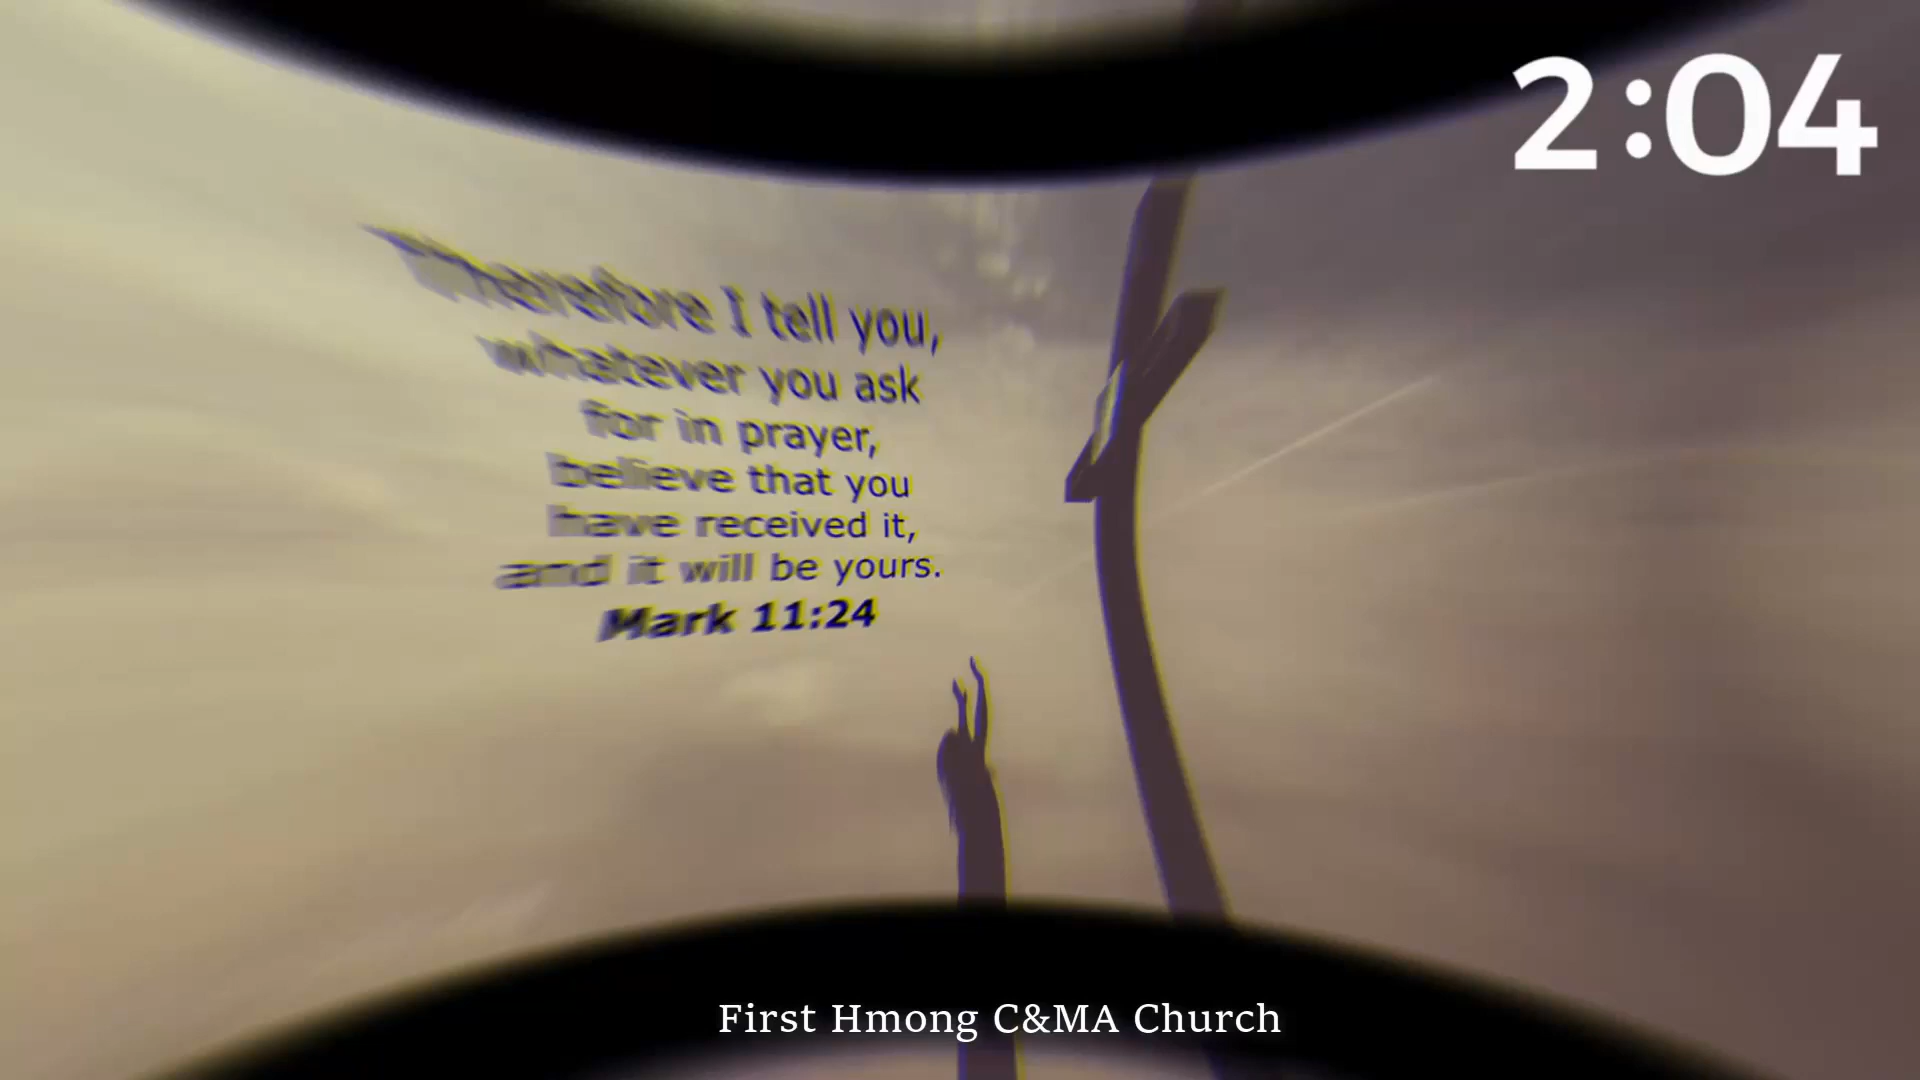 2:04
Therefore I tell you,
whatever you ask
for in prayer,
believe that you
have received it,
and it will be yours.
Mark 11:24
First Hmong C&MA Church